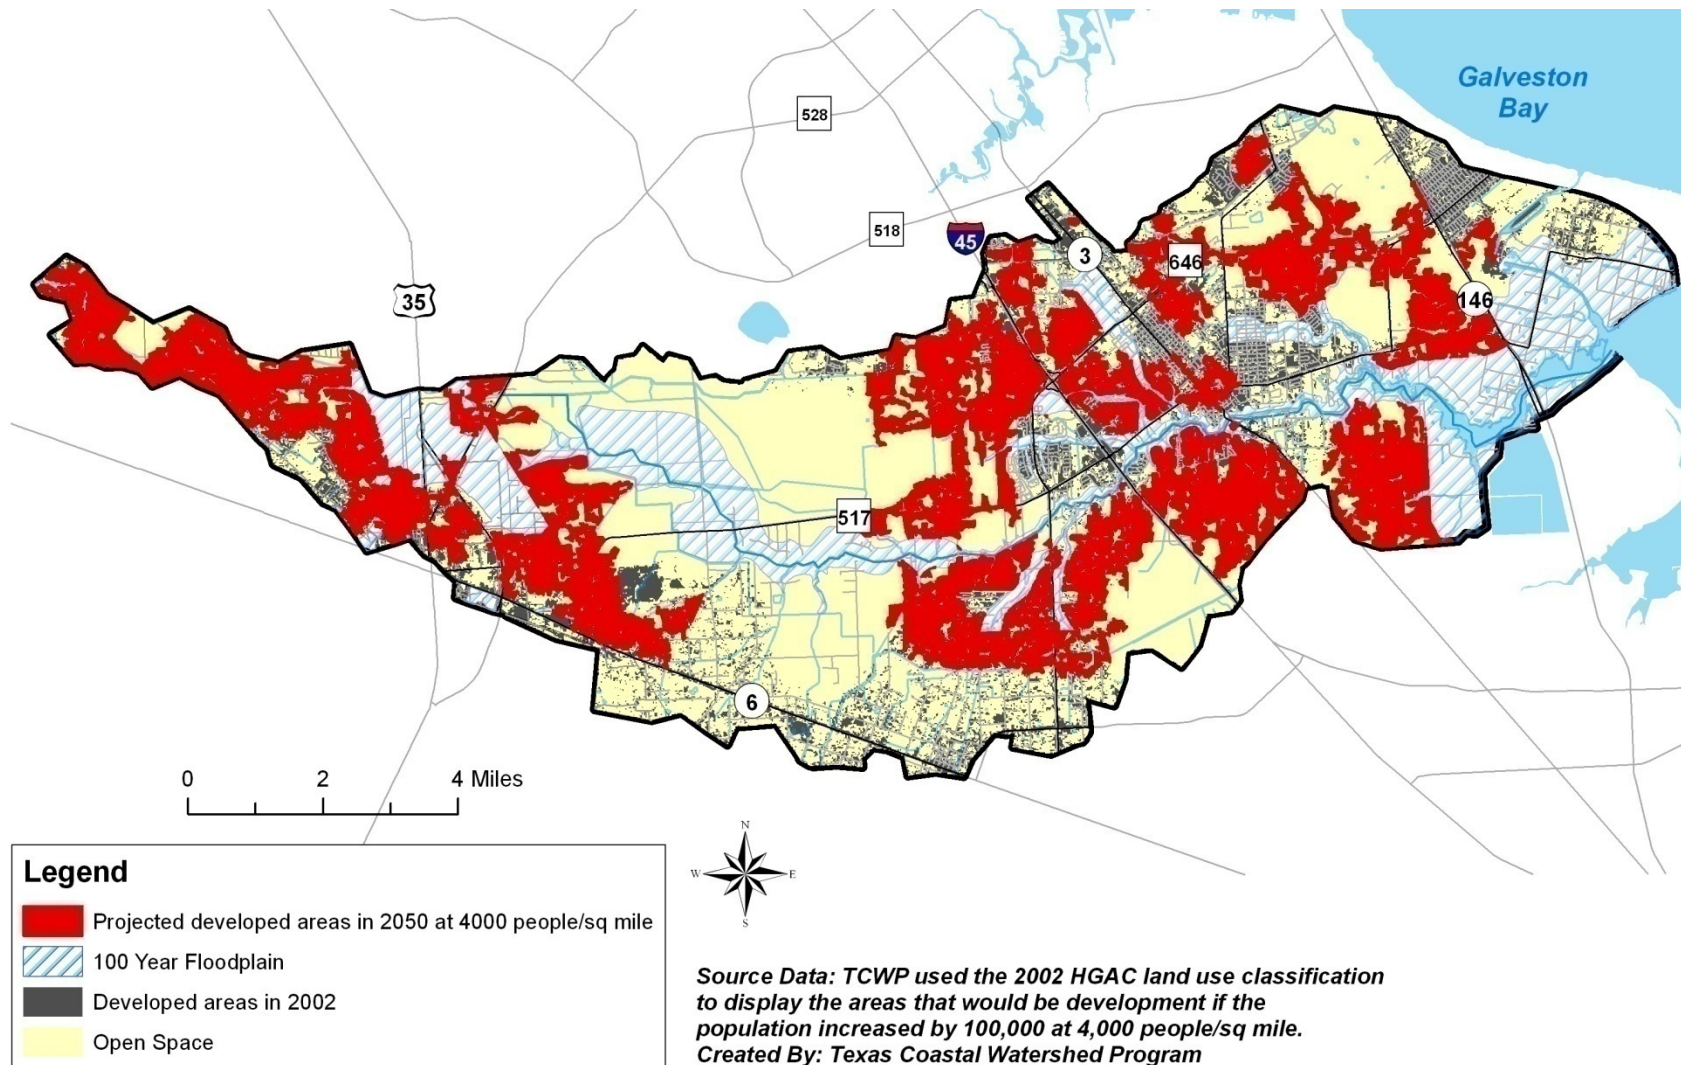 Galveston
Bay
528
518
45
3
646
35
146
517
6
0 2 4 Miles
N
W E
S
Legend
Projected developed areas in 2050 at 4000 people/sq mile
100 Year Floodplain
Developed areas in 2002
Open Space
Source Data: TCWP used the 2002 HGAC land use classification
to display the areas that would be development if the
population increased by 100,000 at 4,000 people/sq mile.
Created By: Texas Coastal Watershed Program